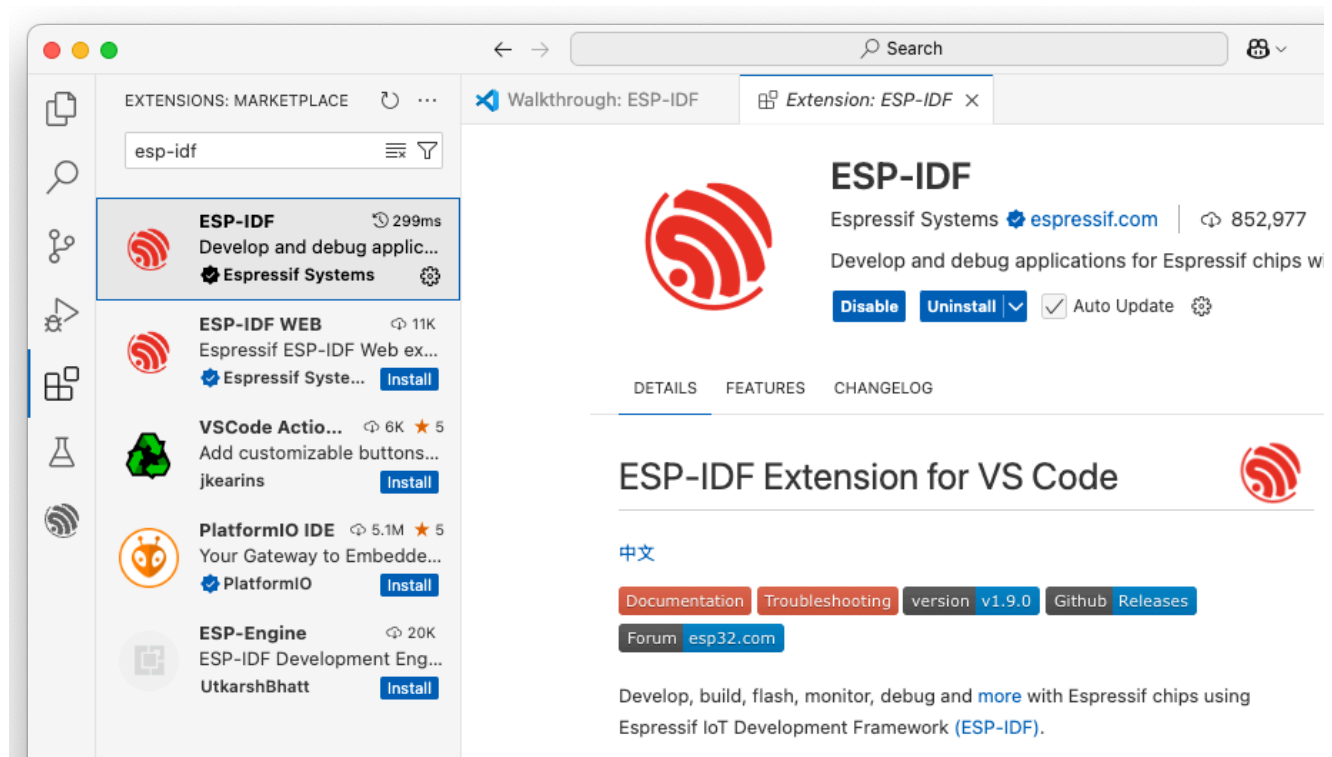 Search
EXTENSIONS: MARKETPLACE
Walkthrough: ESP-IDF
Extension: ESP-IDF
esp-idf
ESP-IDF 299ms
Develop and debug applic...
Espressif Systems
ESP-IDF WEB 11K
Espressif ESP-IDF Web ex...
Espressif Syste... Install
VSCode Actio... 6K ★ 5
Add customizable buttons...
jkearins Install
PlatformIO IDE 5.1M ★ 5
Your Gateway to Embedde...
PlatformIO Install
ESP-Engine 20K
ESP-IDF Development Eng...
UtkarshBhatt Install
ESP-IDF
Espressif Systems espressif.com 852,977
Develop and debug applications for Espressif chips wi
Disable Uninstall Auto Update
DETAILS FEATURES CHANGELOG
ESP-IDF Extension for VS Code
中文
Documentation Troubleshooting version v1.9.0 Github Releases
Forum esp32.com
Develop, build, flash, monitor, debug and more with Espressif chips using
Espressif IoT Development Framework (ESP-IDF).